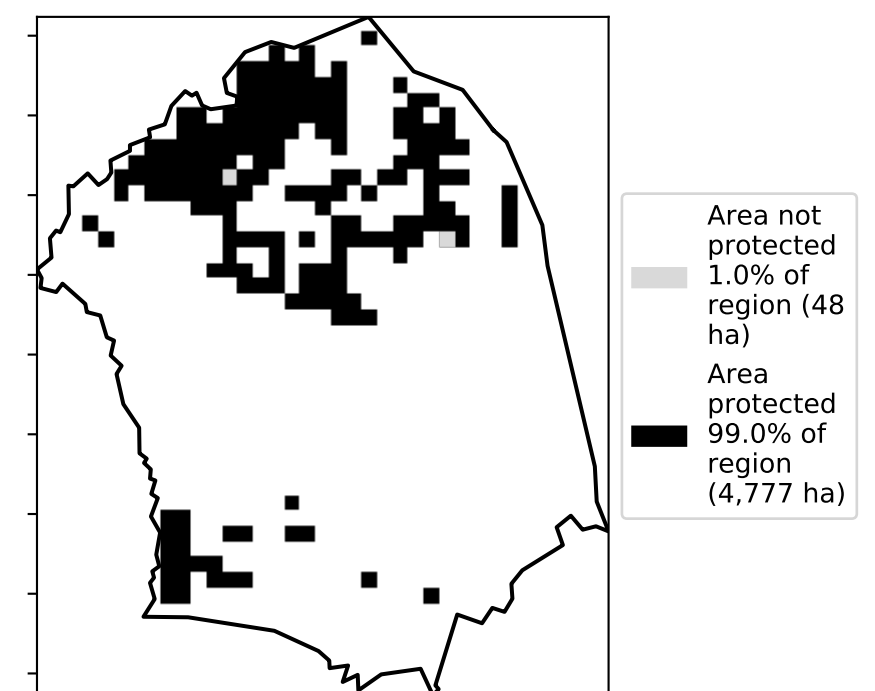 Area not
protected
1.0% of
region (48
ha)
Area
protected
99.0% of
region
(4,777 ha)